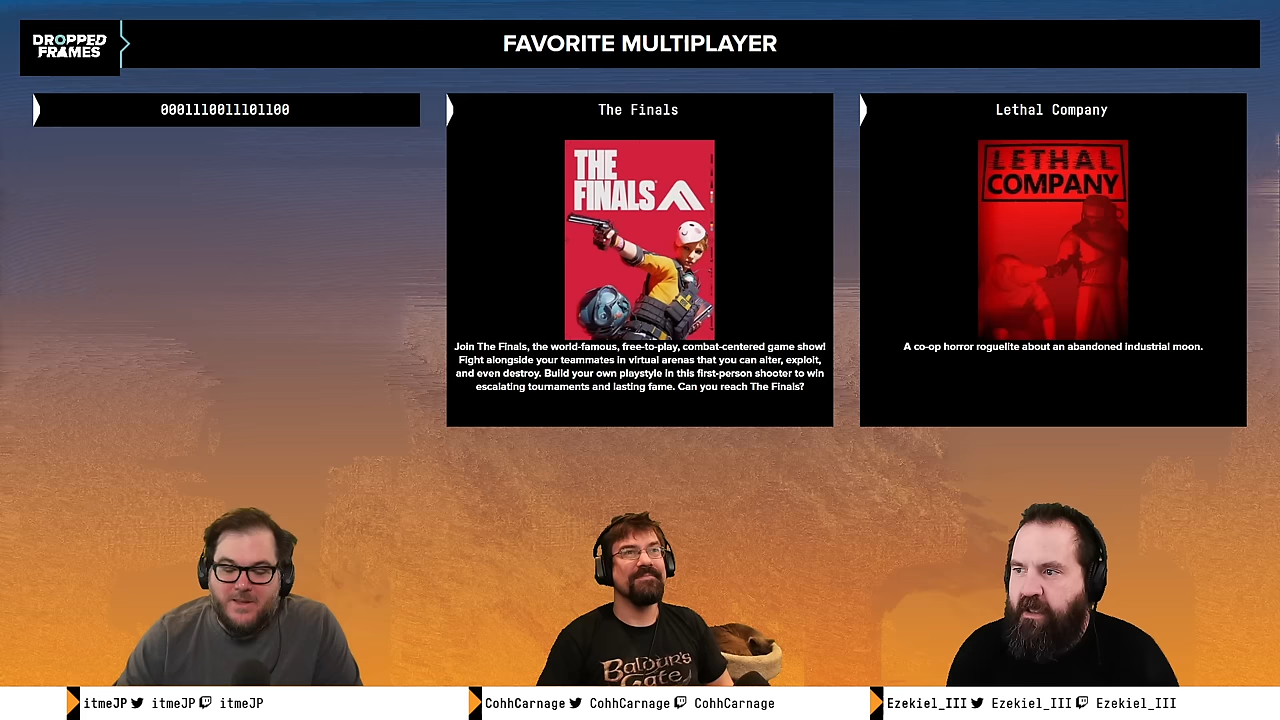 DROPPED
FRAMES
FAVORITE MULTIPLAYER
0001110011101100
The Finals
THE
FINALS
Join The Finals, the world-famous, free-to-play, combat-centered game show!
Fight alongside your teammates in virtual arenas that you can alter, exploit,
and even destroy. Build your own playstyle in this first-person shooter to win
escalating tournaments and lasting fame. Can you reach The Finals?
Lethal Company
LETHAL
COMPANY
A co-op horror roguelite about an abandoned industrial moon.
BALDUR'S
GATE
itmeJP itmeJP itmeJP
CohhCarnage CohhCarnage CohhCarnage
Ezekiel_III Ezekiel_III Ezekiel_III